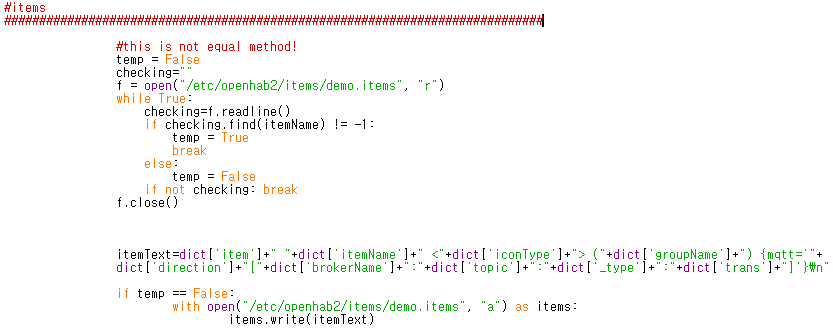 #items
##############################################################################
#this is not equal method!
temp = False
checking=""
f = open("/etc/openhab2/items/demo.items", "r")
while True:
    checking=f.readline()
    if checking.find(itemName) != -1:
        temp = True
        break
    else:
        temp = False
    if not checking: break
f.close()
itemText=dict['item']+" "+dict['itemName']+" <"+dict['iconType']+"> ("+dict['groupName']+") {mqtt='"+
dict['direction']+"["+dict['brokerName']+":"+dict['topic']+":"+dict['_type']+":"+dict['trans']+"]'}₩n"
if temp == False:
        with open("/etc/openhab2/items/demo.items", "a") as items:
                items.write(itemText)